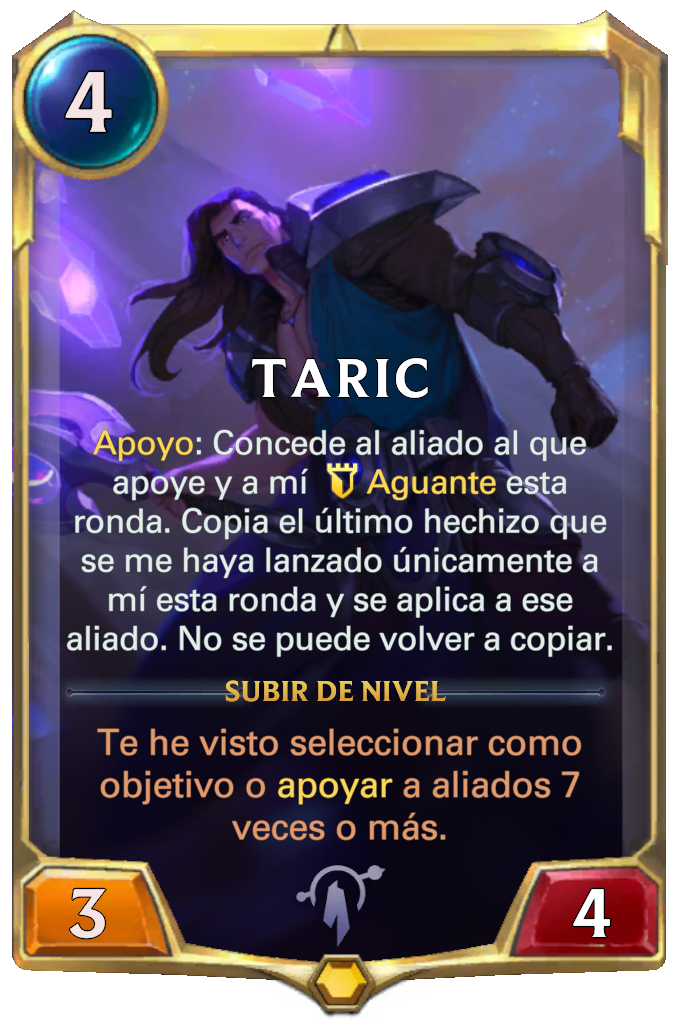 4
TARIC
Apoyo: Concede al aliado al que
apoye y a mí Aguante esta
ronda. Copia el último hechizo que
se me haya lanzado únicamente a
mí esta ronda y se aplica a ese
aliado. No se puede volver a copiar.
SUBIR DE NIVEL
Te he visto seleccionar como
objetivo o apoyar a aliados 7
veces o más.
3
4